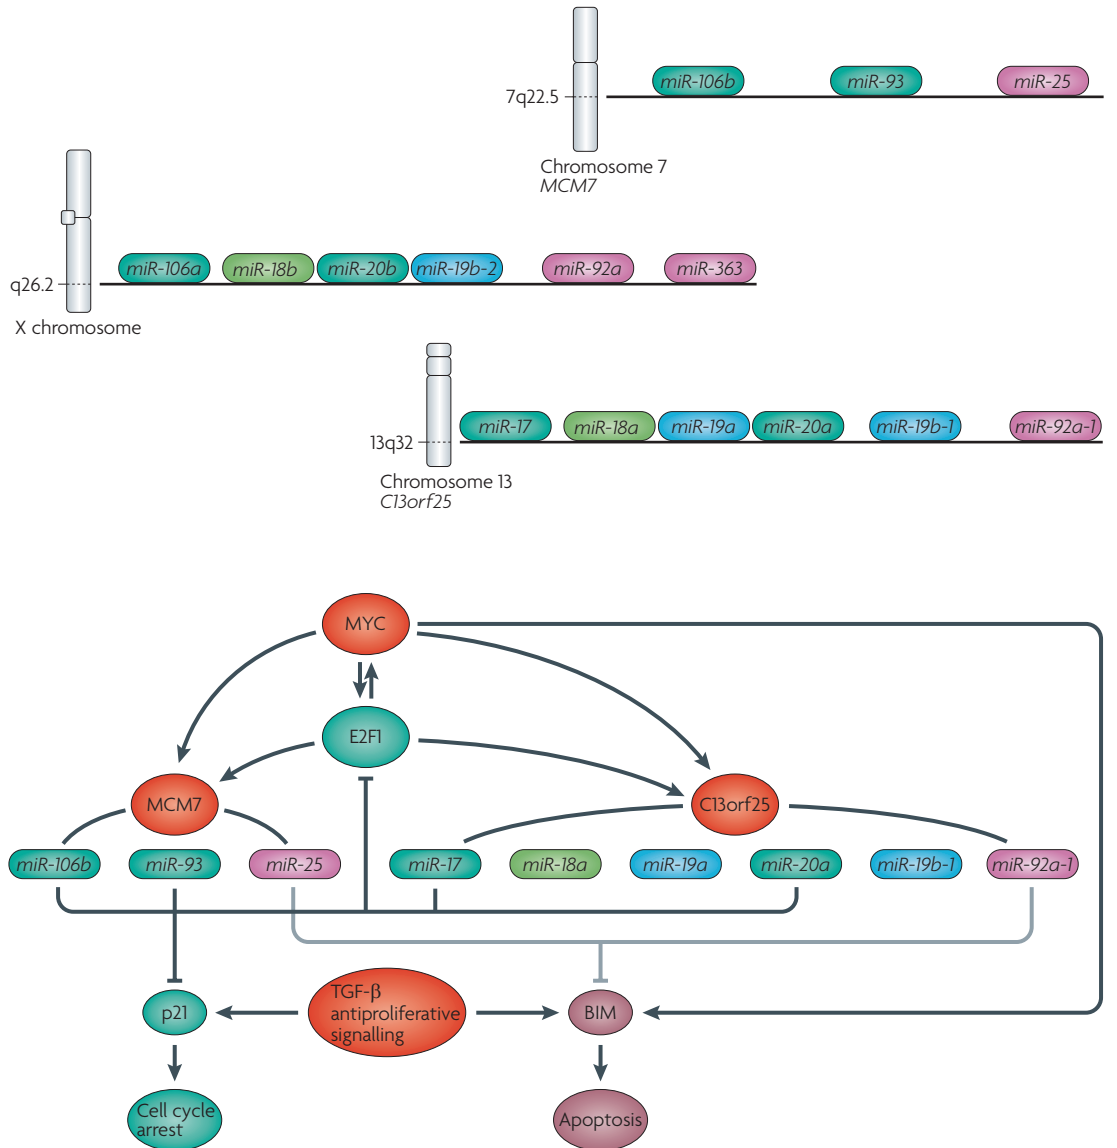 miR-106b
miR-93
miR-25
7q22.5
Chromosome 7
MCM7
miR-106a
miR-18b
miR-20b
miR-19b-2
miR-92a
miR-363
q26.2
X chromosome
miR-17
miR-18a
miR-19a
miR-20a
miR-19b-1
miR-92a-1
13q32
Chromosome 13
C13orf25
MYC
E2F1
MCM7
C13orf25
miR-106b
miR-93
miR-25
miR-17
miR-18a
miR-19a
miR-20a
miR-19b-1
miR-92a-1
p21
TGF-β
antiproliferative
signalling
BIM
Cell cycle
arrest
Apoptosis